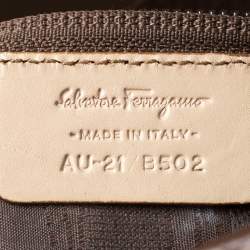 Salvatore Ferragamo
MADE IN ITALY
AU-21/B502